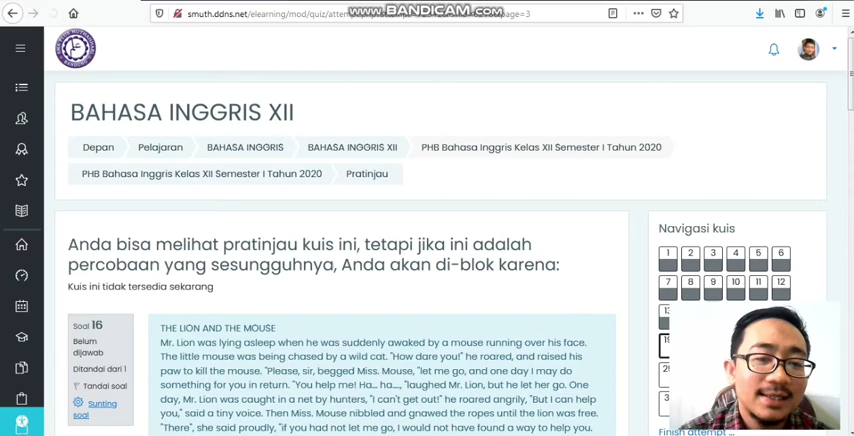 www.BANDICAM.com
smuth.ddns.net/elearning/mod/quiz/
BAHASA INGGRIS XII
Depan
Pelajaran
BAHASA INGGRIS
BAHASA INGGRIS XII
PHB Bahasa Inggris Kelas XII Semester I Tahun 2020
PHB Bahasa Inggris Kelas XII Semester I Tahun 2020
Pratinjau
Anda bisa melihat pratinjau kuis ini, tetapi jika ini adalah
percobaan yang sesungguhnya, Anda akan di-blok karena:
Kuis ini tidak tersedia sekarang
Soal 16
Belum
dijawab
Ditandai dari 1
Tandai soal
Sunting
soal
THE LION AND THE MOUSE
Mr. Lion was lying asleep when he was suddenly awaked by a mouse running over his face.
The little mouse was being chased by a wild cat. "How dare you!" he roared, and raised his
paw to kill the mouse. "Please, sir, begged Miss. Mouse, "let me go, and one day I may do
something for you in return. "You help me! Ha... ha...., "laughed Mr. Lion, but he let her go. One
day, Mr. Lion was caught in a net by hunters, "I can't get out!" he roared angrily, "But I can help
you," said a tiny voice. Then Miss. Mouse nibbled and gnawed the ropes until the lion was free.
"There", she said proudly, "if you had not let me go, I would not have found a way to help you.
Navigasi kuis
1 2 3 4 5 6
7 8 9 10 11 12
Finish attempt ...